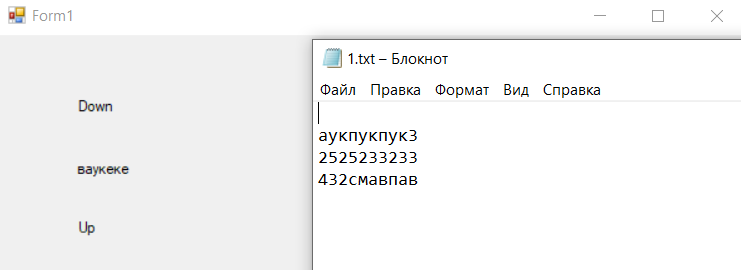 Form1
Down
ваукеке
Up
1.txt – Блокнот
Файл Правка Формат Вид Справка
аукпукпук3
2525233233
432смавпав